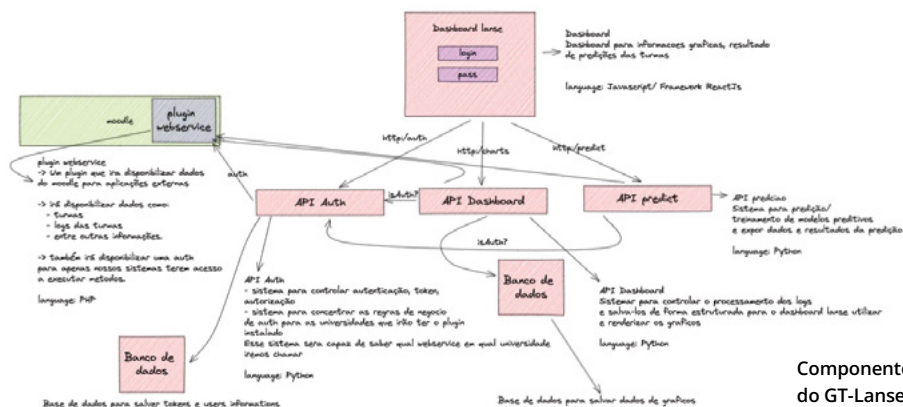 Dashboard lanse
login
pass
Dashboard
Dashboard para informacoes graficas, resultado
de predições das turmas
language: Javascript/ Framework ReactJs
moodle
plugin
webservice
http:/auth
http:/charts
http:/predict
auth
plugin webservice
-> Um plugin que ira disponibilizar dados
do moodle para aplicações externas
-> irá disponibilizar dados como:
- turmas
- logs das turmas
- entre outras informações.
-> também irá disponibilizar uma auth
para apenas nossos sistemas terem acesso
a executar metodos.
language: PHP
API Auth
isAuth?
API Dashboard
API predict
isAuth?
API predciao
Sistema para predição/
treinamento de modelos preditivos
e expor dados e resultados da predição
language: Python
API Auth
- sistema para controlar autenticação, token,
autorização
- sistema para concentrar as regras de negocio
de auth para as universidades que irão ter o plugin
instalado
Esse sistema sera capaz de saber qual webservice em qual universidade
iremos chamar
language: Python
Banco de
dados
API Dashboard
Sistemar para controlar o processamento dos logs
e salva-los de forma estruturada para o dashboard lanse utilizar
e renderizar os graficos
language: Python
Banco de
dados
Base de dados para salver tokens e users informations
Base de dados para salvar dados de graficos
Componente
do GT-Lanse